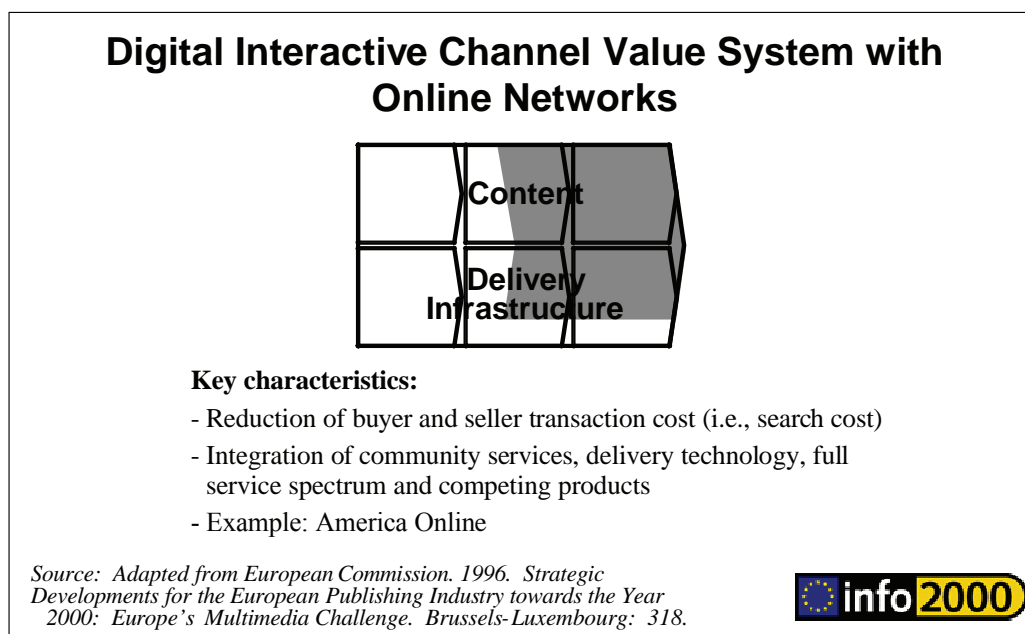 Digital Interactive Channel Value System with
Online Networks
Content
Delivery
Infrastructure
Key characteristics:
- Reduction of buyer and seller transaction cost (i.e., search cost)
- Integration of community services, delivery technology, full
service spectrum and competing products
- Example: America Online
Source: Adapted from European Commission. 1996. Strategic
Developments for the European Publishing Industry towards the Year
2000: Europe's Multimedia Challenge. Brussels-Luxembourg: 318.
info2000